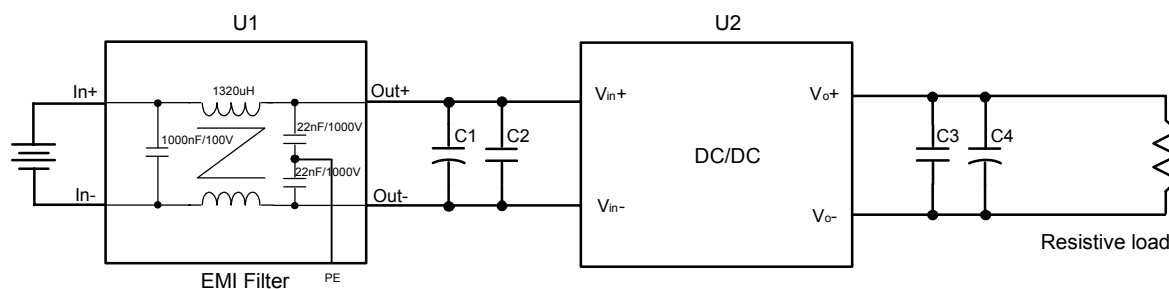 U1
U2
In+
1320uH
Out+
1000nF/100V
22nF/1000V
22nF/1000V
In-
Out-
PE
EMI Filter
C1
C2
Vin+
Vo+
DC/DC
Vin-
Vo-
C3
C4
Resistive load